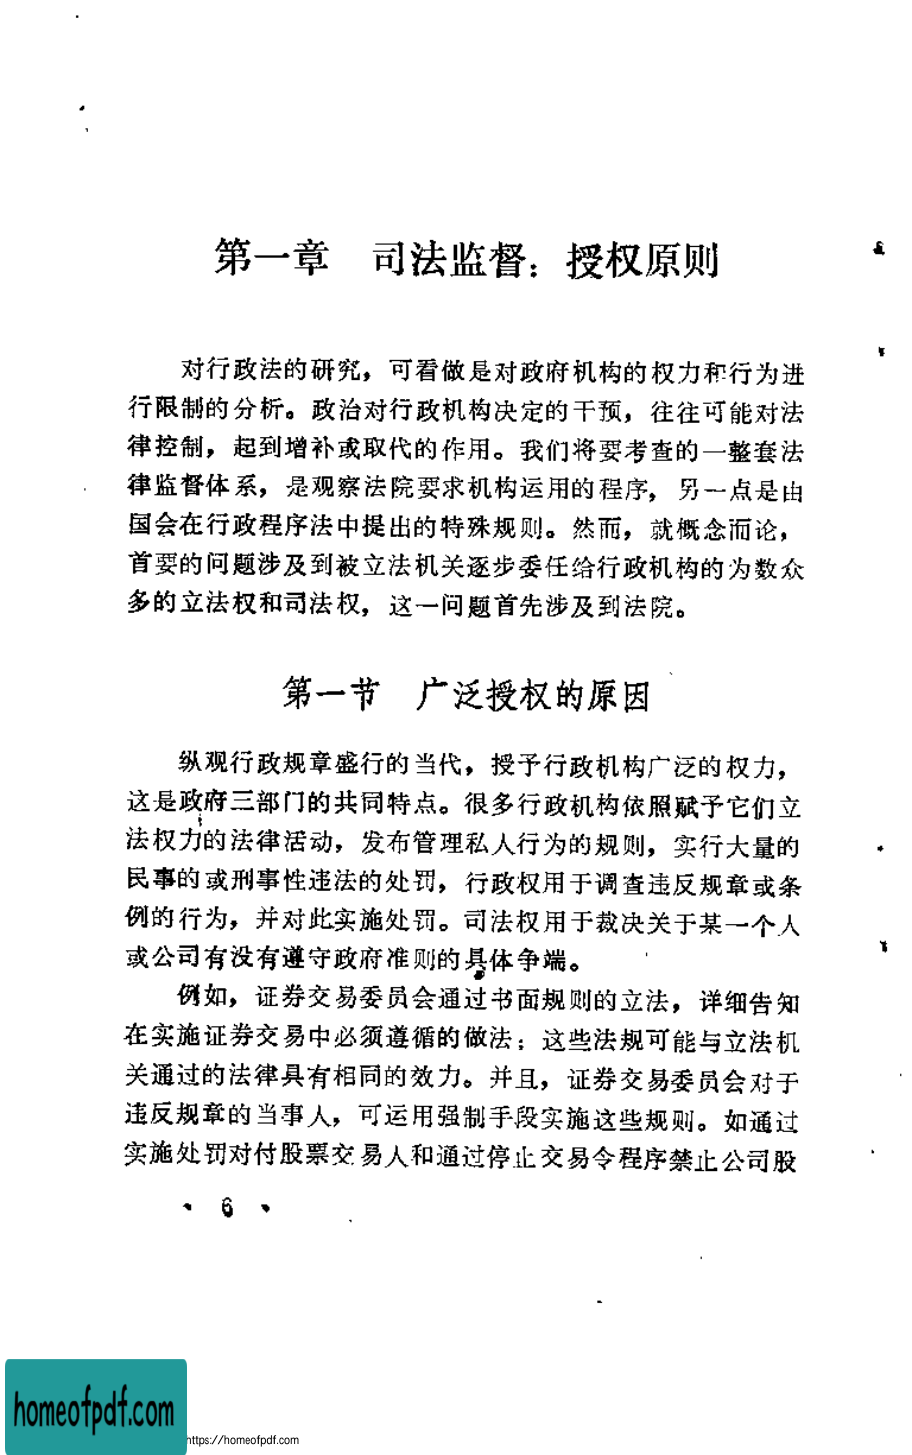 第一章 司法监督：授权原则
对行政法的研究，可看做是对政府机构的权力和行为进
行限制的分析。政治对行政机构决定的干预，往往可能对法
律控制，起到增补或取代的作用。我们将要考查的一整套法
律监督体系，是观察法院要求机构运用的程序，另一点是由
国会在行政程序法中提出的特殊规则。然而，就概念而论，
首要的问题涉及到被立法机关逐步委任给行政机构的为数众
多的立法权和司法权，这一问题首先涉及到法院。
第一节 广泛授权的原因
纵观行政规章盛行的当代，授予行政机构广泛的权力，
这是政府三部门的共同特点。很多行政机构依照赋予它们立
法权力的法律活动，发布管理私人行为的规则，实行大量的
民事的或刑事性违法的处罚，行政权用于调查违反规章或条
例的行为，并对此实施处罚。司法权用于裁决关于某一个人
或公司有没有遵守政府准则的具体争端。
例如，证券交易委员会通过书面规则的立法，详细告知
在实施证券交易中必须遵循的做法；这些法规可能与立法机
关通过的法律具有相同的效力。并且，证券交易委员会对于
违反规章的当事人，可运用强制手段实施这些规则。如通过
实施处罚对付股票交易人和通过停止交易令程序禁止公司股
• 6 •
homeofpdf.com
https://homeofpdf.com